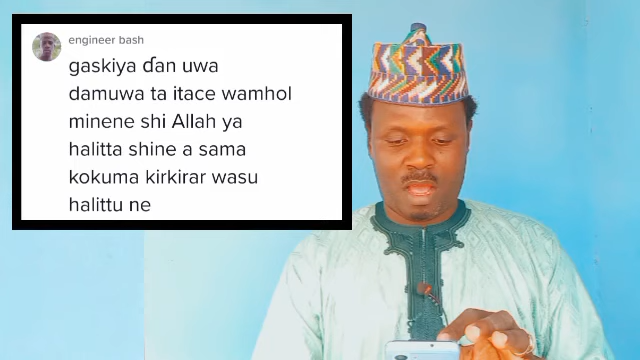 engineer bash
gaskiya ɗan uwa
damuwa ta itace wamhol
minene shi Allah ya
halitta shine a sama
kokuma kirkirar wasu
halittu ne